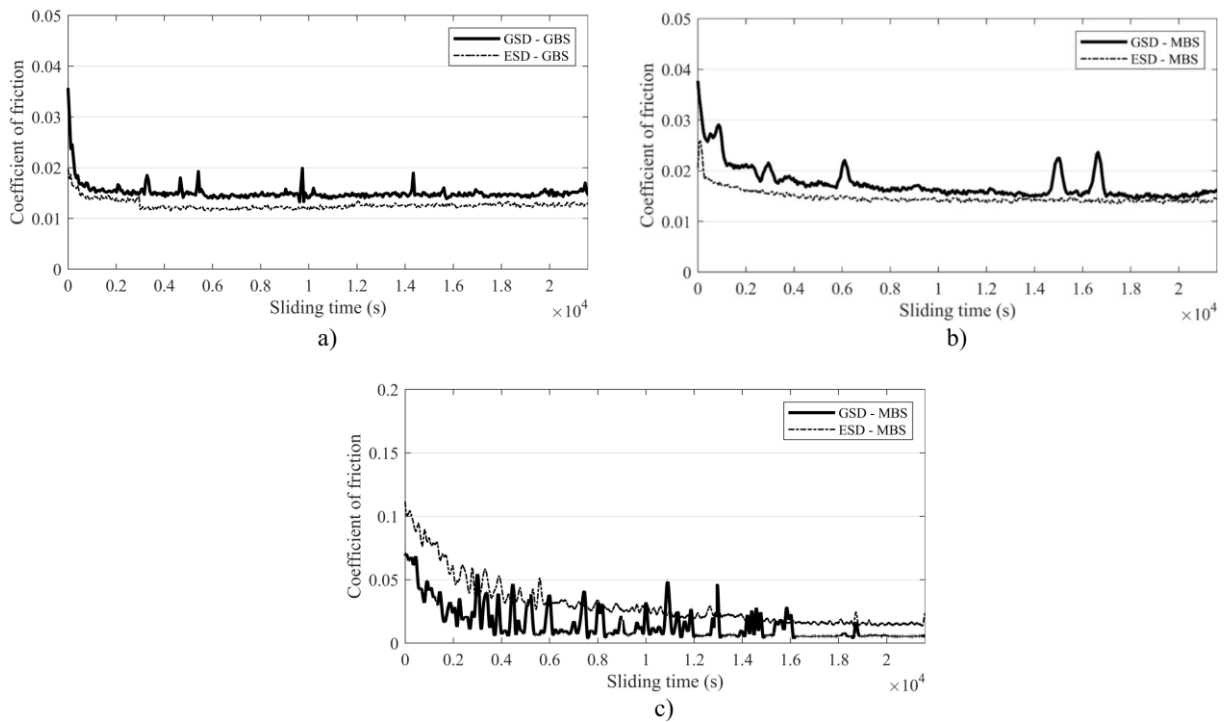 0.05
0.04
0.03
0.02
0.01
0
Coefficient of friction
GSD - GBS
ESD - GBS
0 0.2 0.4 0.6 0.8 1 1.2 1.4 1.6 1.8 2
Sliding time (s)
×10⁴
a)
0.05
0.04
0.03
0.02
0.01
0
Coefficient of friction
GSD - MBS
ESD - MBS
0 0.2 0.4 0.6 0.8 1 1.2 1.4 1.6 1.8 2
Sliding time (s)
×10⁴
b)
0.2
0.15
0.1
0.05
0
Coefficient of friction
GSD - MBS
ESD - MBS
0 0.2 0.4 0.6 0.8 1 1.2 1.4 1.6 1.8 2
Sliding time (s)
×10⁴
c)